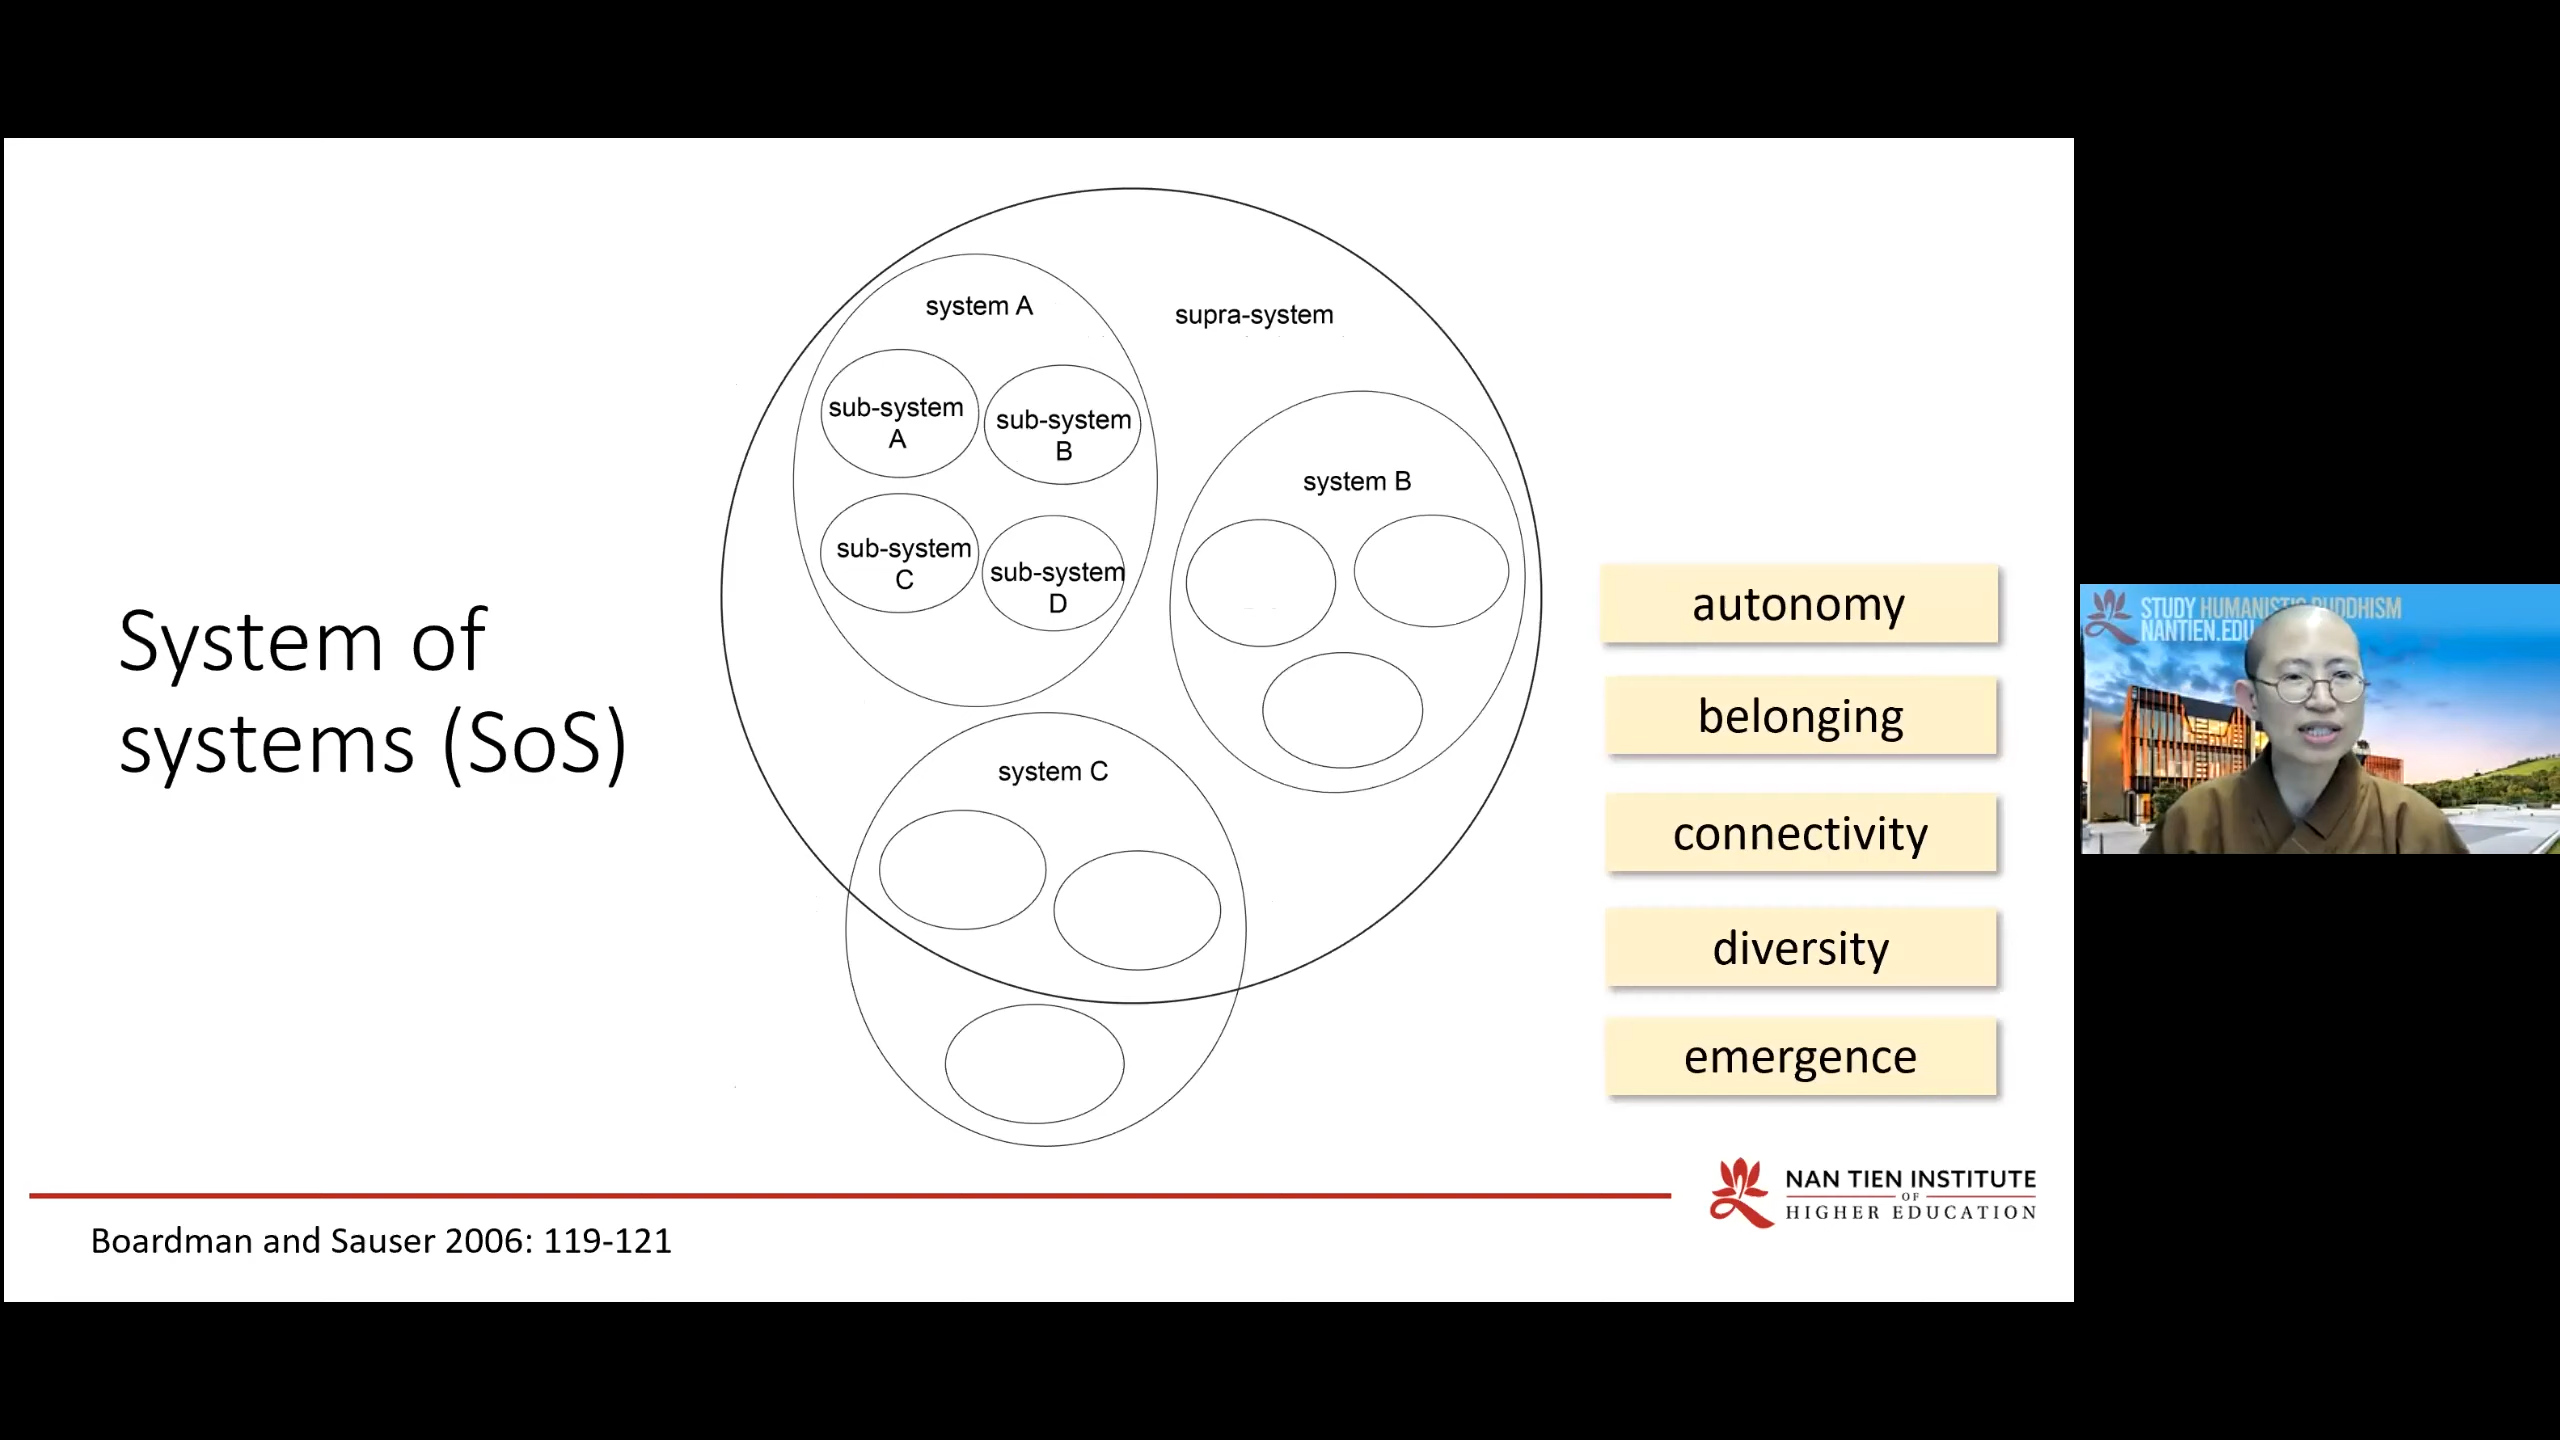 System of
systems (SoS)
system A
supra-system
sub-system
A
sub-system
B
sub-system
C
sub-system
D
system B
system C
autonomy
belonging
connectivity
diversity
emergence
NAN TIEN INSTITUTE
OF
HIGHER EDUCATION
Boardman and Sauser 2006: 119-121
STUDY HUMANISTIC BUDDHISM
NANTIEN.EDU